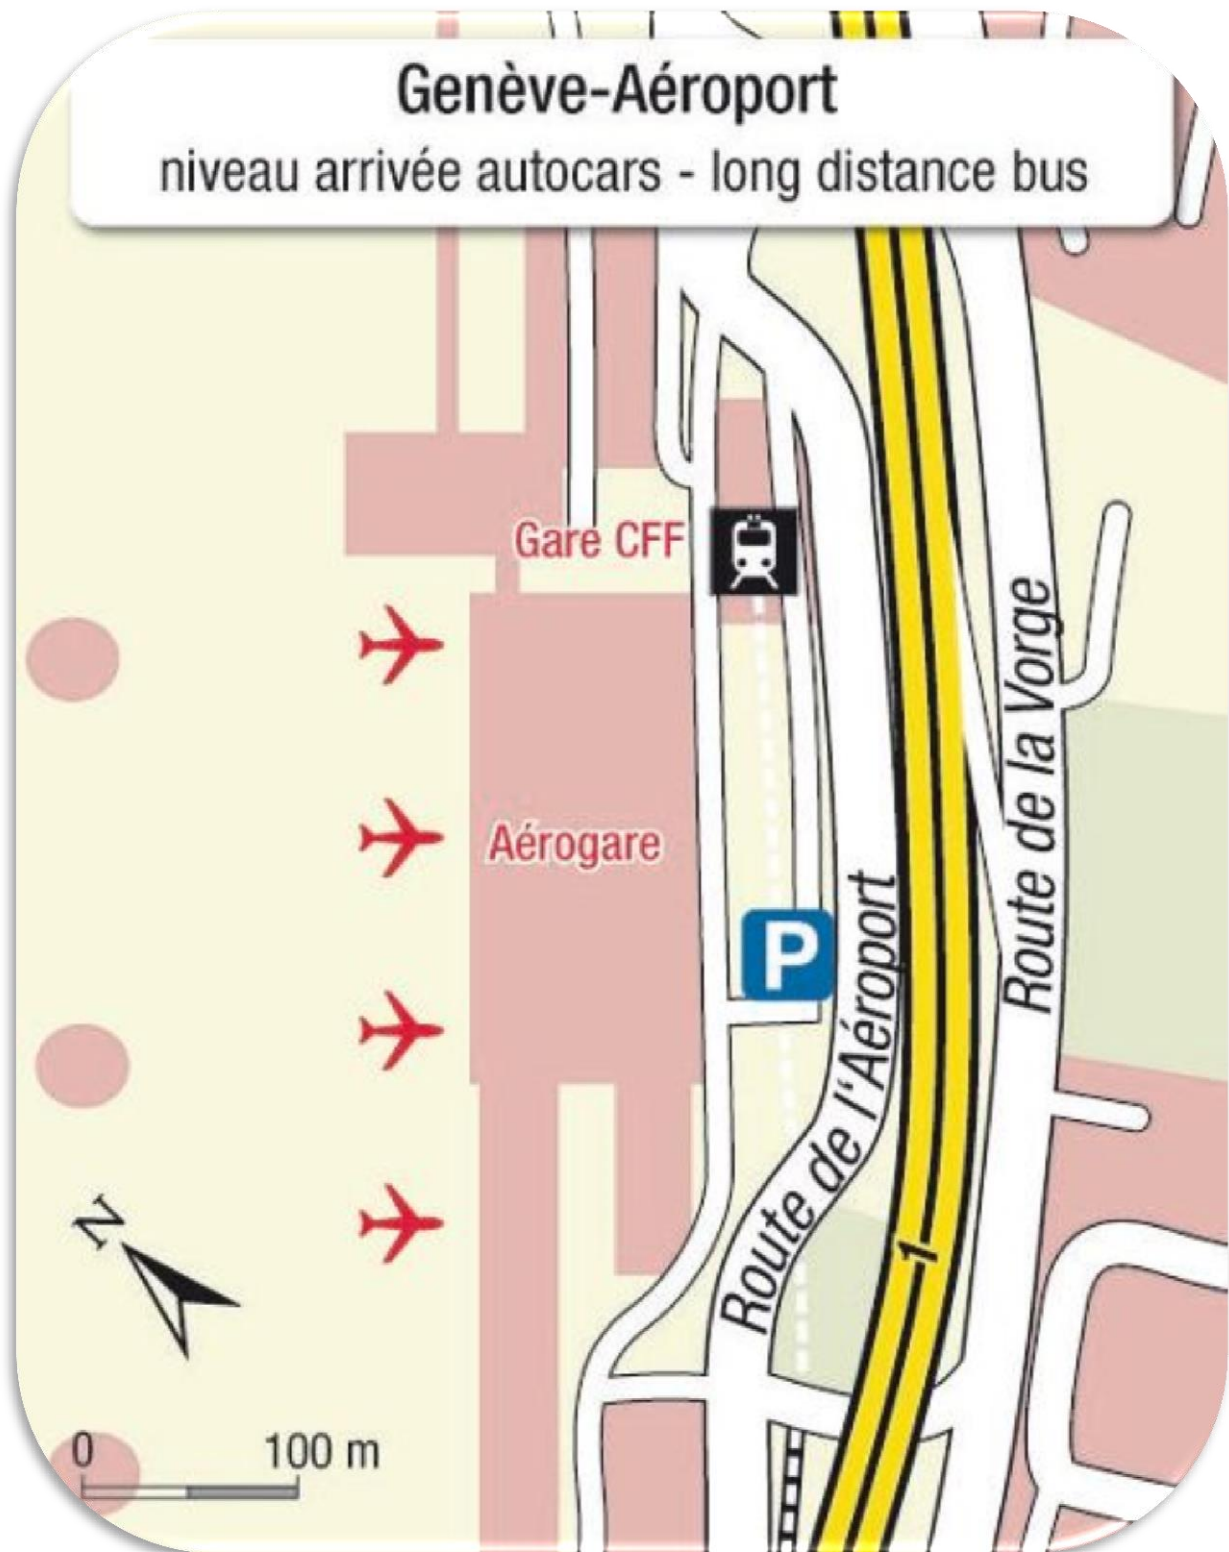 Genève-Aéroport
niveau arrivée autocars - long distance bus
Gare CFF
Route de la Vorge
Aérogare
P
Route de l'Aéroport
N
1
0 100 m